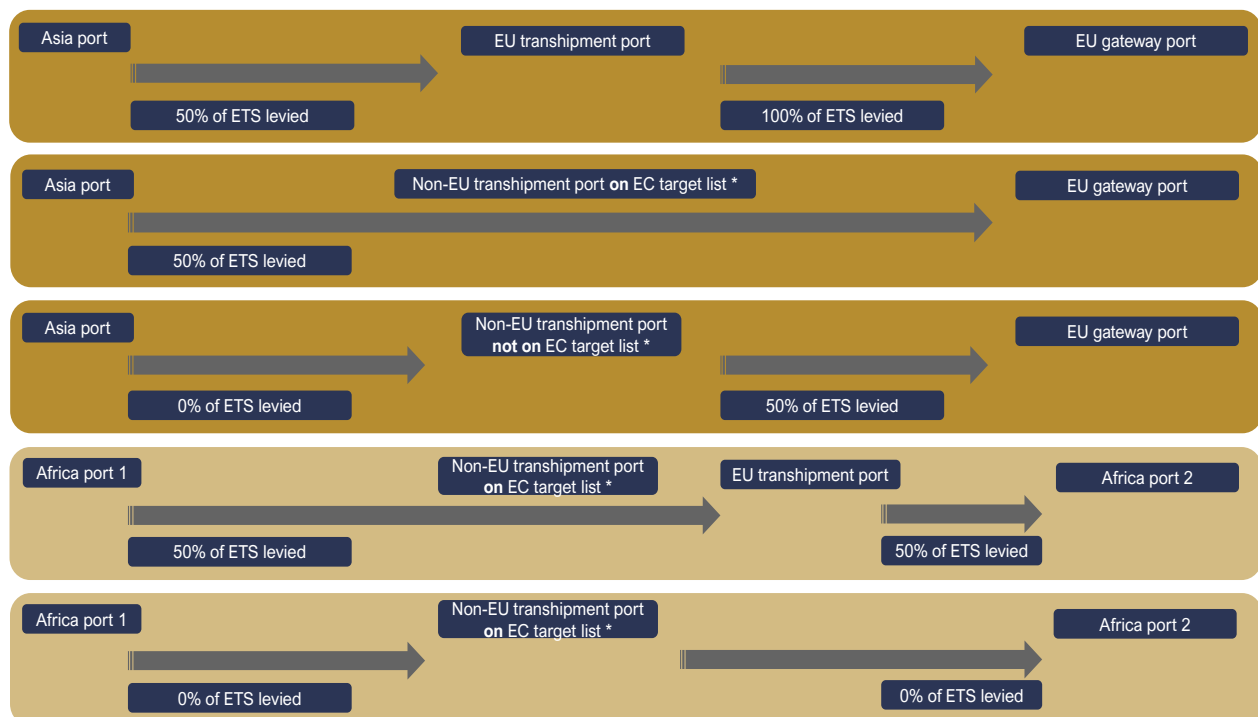 Asia port
EU transhipment port
EU gateway port
50% of ETS levied
100% of ETS levied
Asia port
Non-EU transhipment port on EC target list *
EU gateway port
50% of ETS levied
Asia port
Non-EU transhipment port
not on EC target list *
EU gateway port
0% of ETS levied
50% of ETS levied
Africa port 1
Non-EU transhipment port
on EC target list *
EU transhipment port
Africa port 2
50% of ETS levied
50% of ETS levied
Africa port 1
Non-EU transhipment port
on EC target list *
Africa port 2
0% of ETS levied
0% of ETS levied